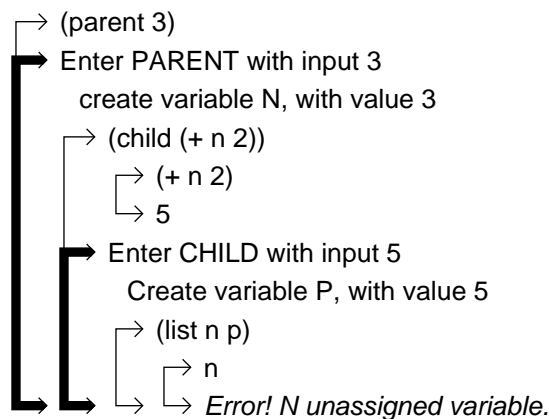 (parent 3)
Enter PARENT with input 3
create variable N, with value 3
(child (+ n 2))
(+ n 2)
5
Enter CHILD with input 5
Create variable P, with value 5
(list n p)
n
Error! N unassigned variable.